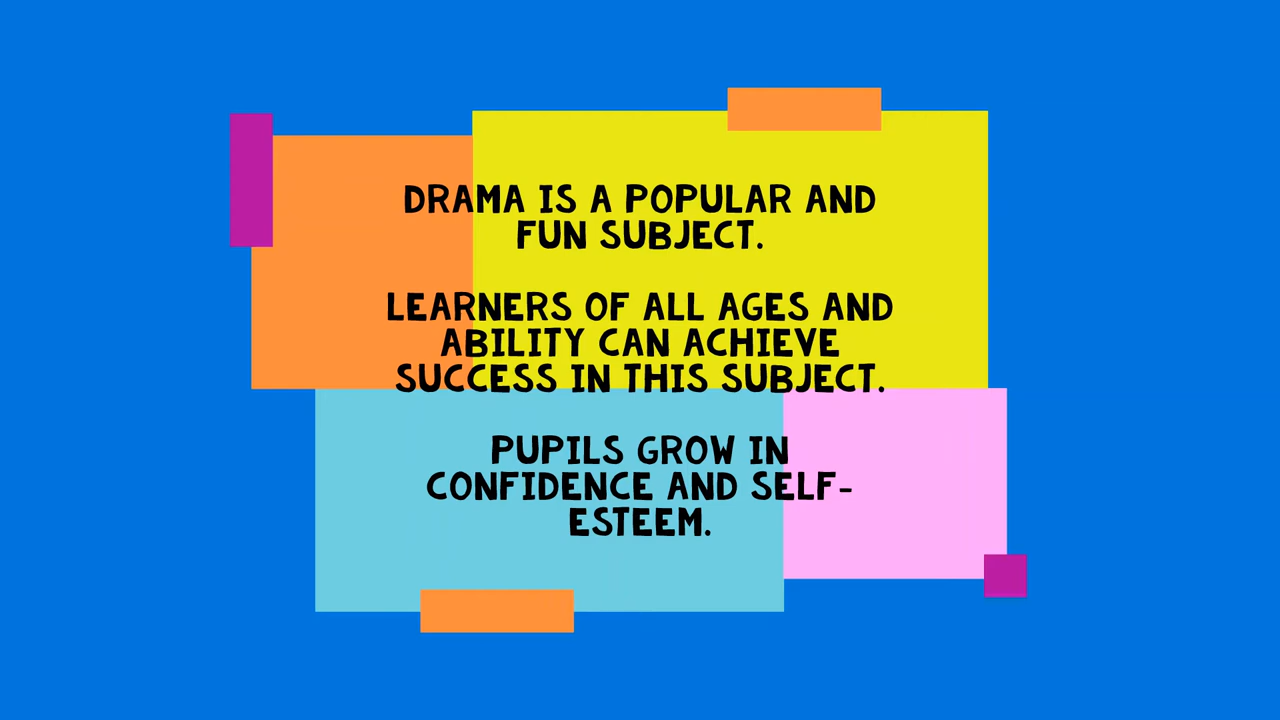 DRAMA IS A POPULAR AND
FUN SUBJECT.
LEARNERS OF ALL AGES AND
ABILITY CAN ACHIEVE
SUCCESS IN THIS SUBJECT.
PUPILS GROW IN
CONFIDENCE AND SELF-
ESTEEM.